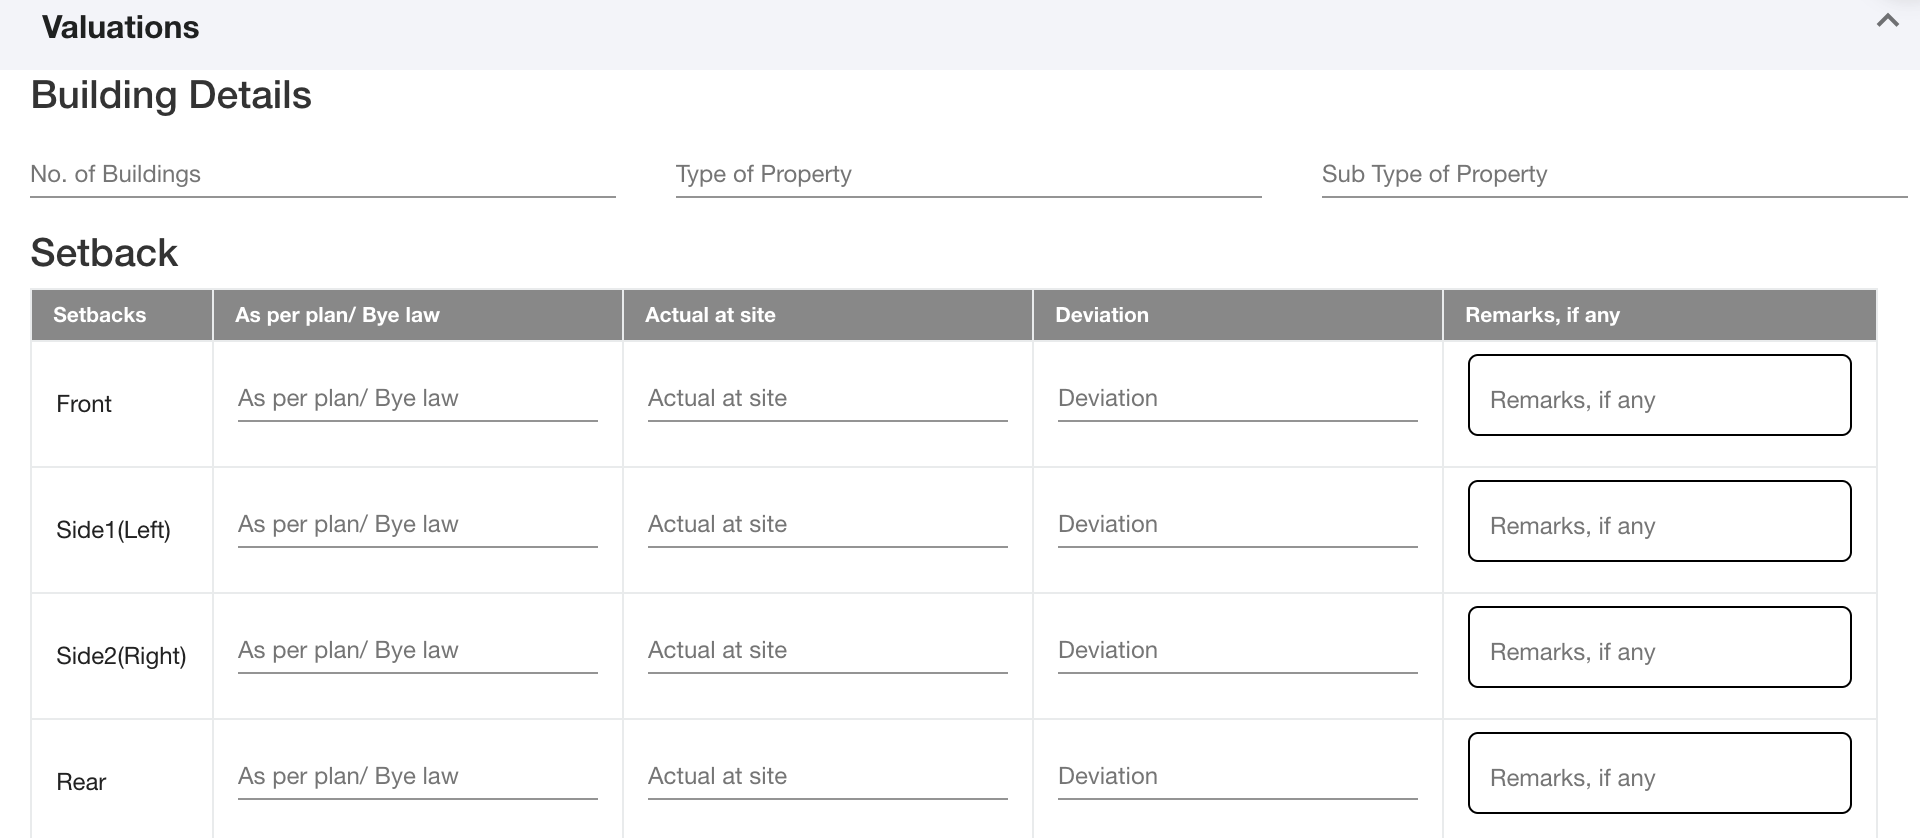 Valuations
Building Details
No. of Buildings Type of Property Sub Type of Property
Setback
Setbacks As per plan/ Bye law Actual at site Deviation Remarks, if any
Front As per plan/ Bye law Actual at site Deviation Remarks, if any
Side1(Left) As per plan/ Bye law Actual at site Deviation Remarks, if any
Side2(Right) As per plan/ Bye law Actual at site Deviation Remarks, if any
Rear As per plan/ Bye law Actual at site Deviation Remarks, if any